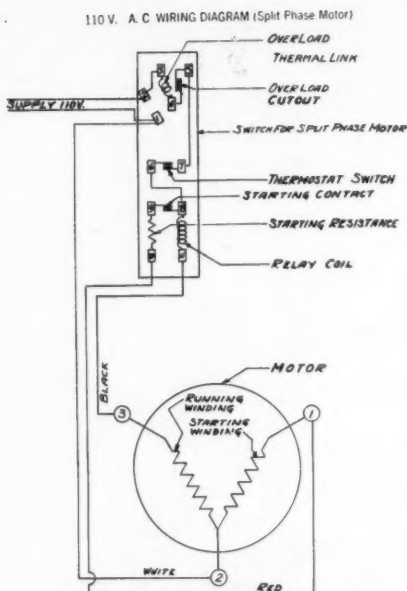 110 V. A. C WIRING DIAGRAM (Split Phase Motor)
OVERLOAD
THERMAL LINK
OVERLOAD
CUTOUT
SUPPLY 110V.
SWITCH FOR SPLIT PHASE MOTOR
THERMOSTAT SWITCH
STARTING CONTACT
STARTING RESISTANCE
RELAY COIL
MOTOR
BLACK
RUNNING
WINDING
STARTING
WINDING
3
1
2
WHITE
RED